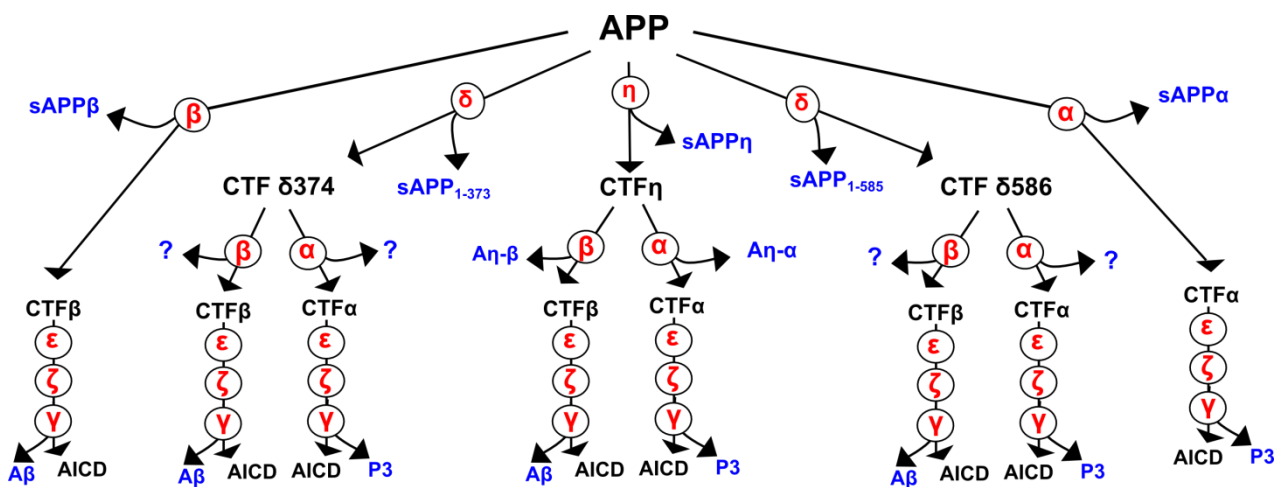 APP
sAPPβ β δ η δ α sAPPα
sAPPη
CTF δ374 sAPP1-373 CTFη sAPP1-585 CTF δ586
? β α ? Aη-β β α Aη-α ? β α ?
CTFβ CTFβ CTFα CTFβ CTFα CTFβ CTFα CTFα
ε ε ε ε ε ε ε ε
ζ ζ ζ ζ ζ ζ ζ ζ
γ γ γ γ γ γ γ γ
Aβ AICD Aβ AICD AICD P3 Aβ AICD AICD P3 Aβ AICD AICD P3 AICD P3